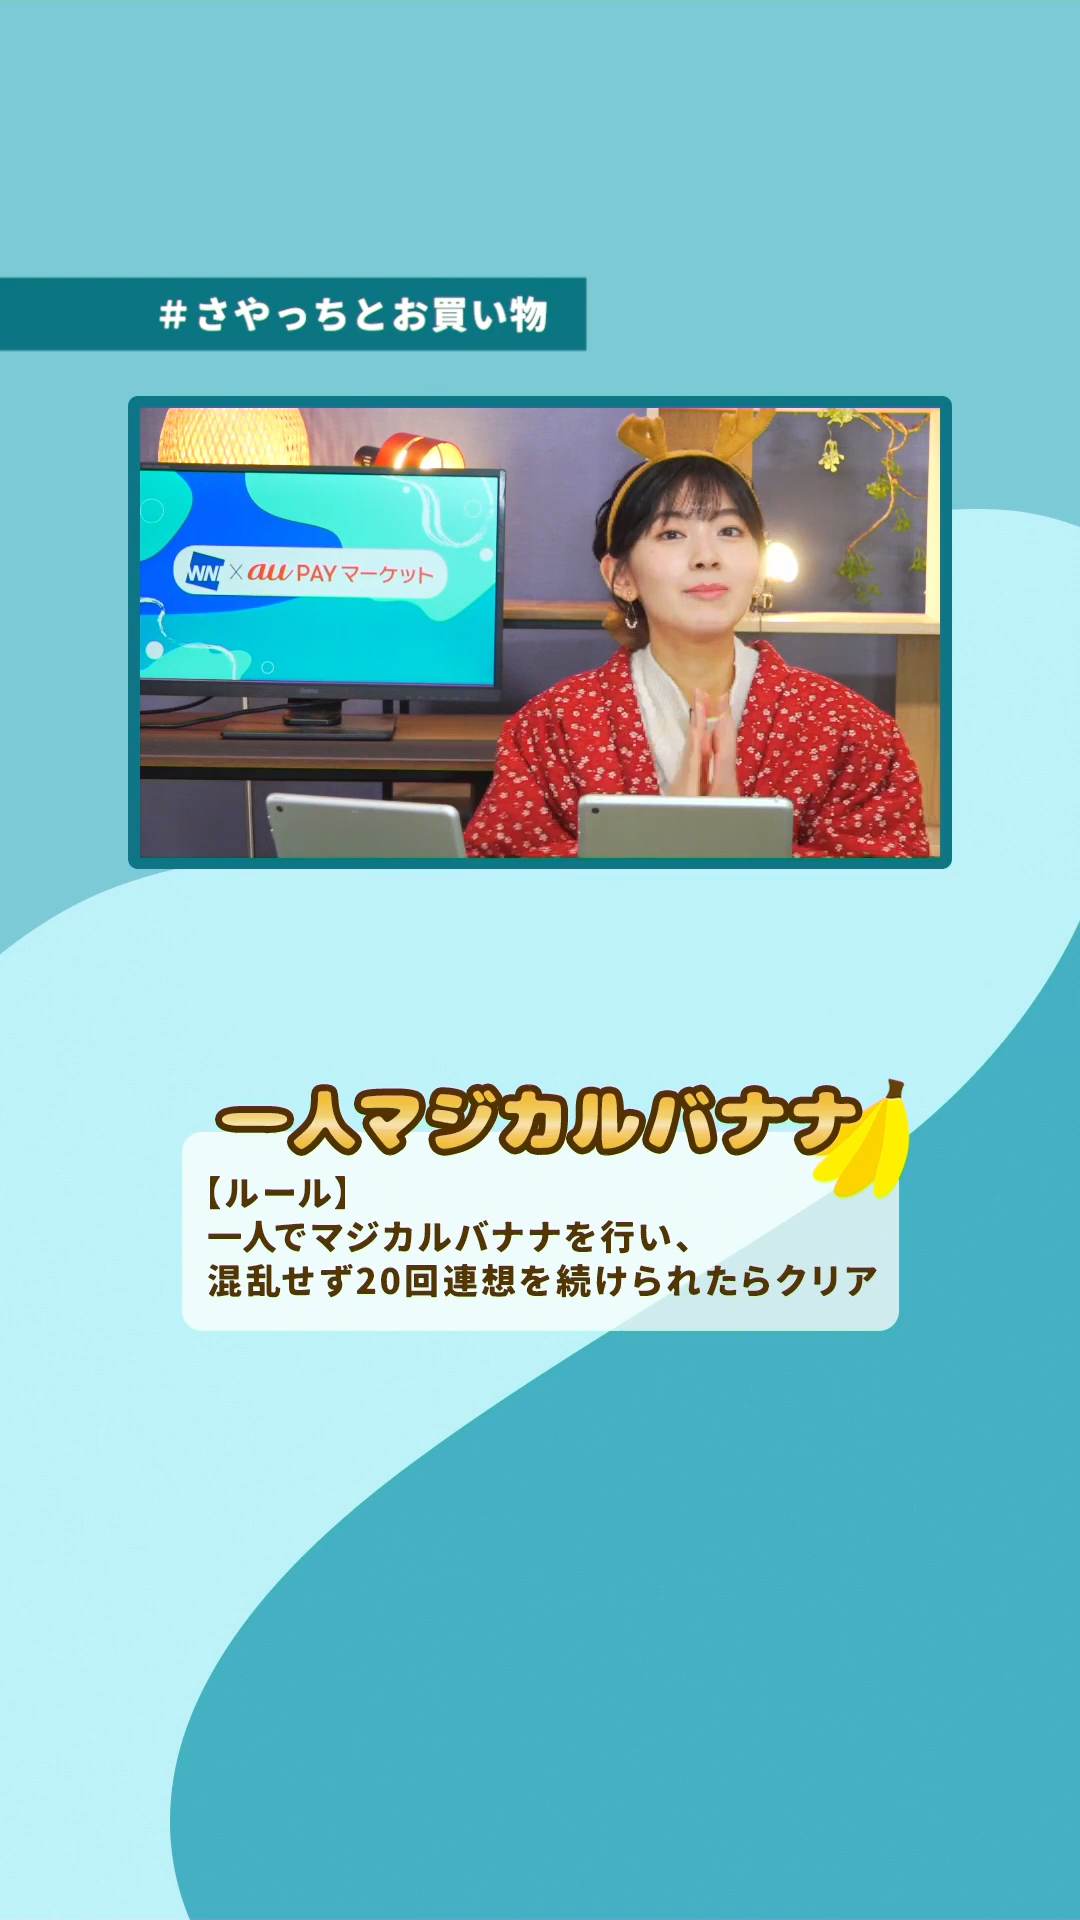 #さやっちとお買い物
WNI×au PAY マーケット
一人マジカルバナナ
【ルール】
一人でマジカルバナナを行い、
混乱せず20回連想を続けられたらクリア